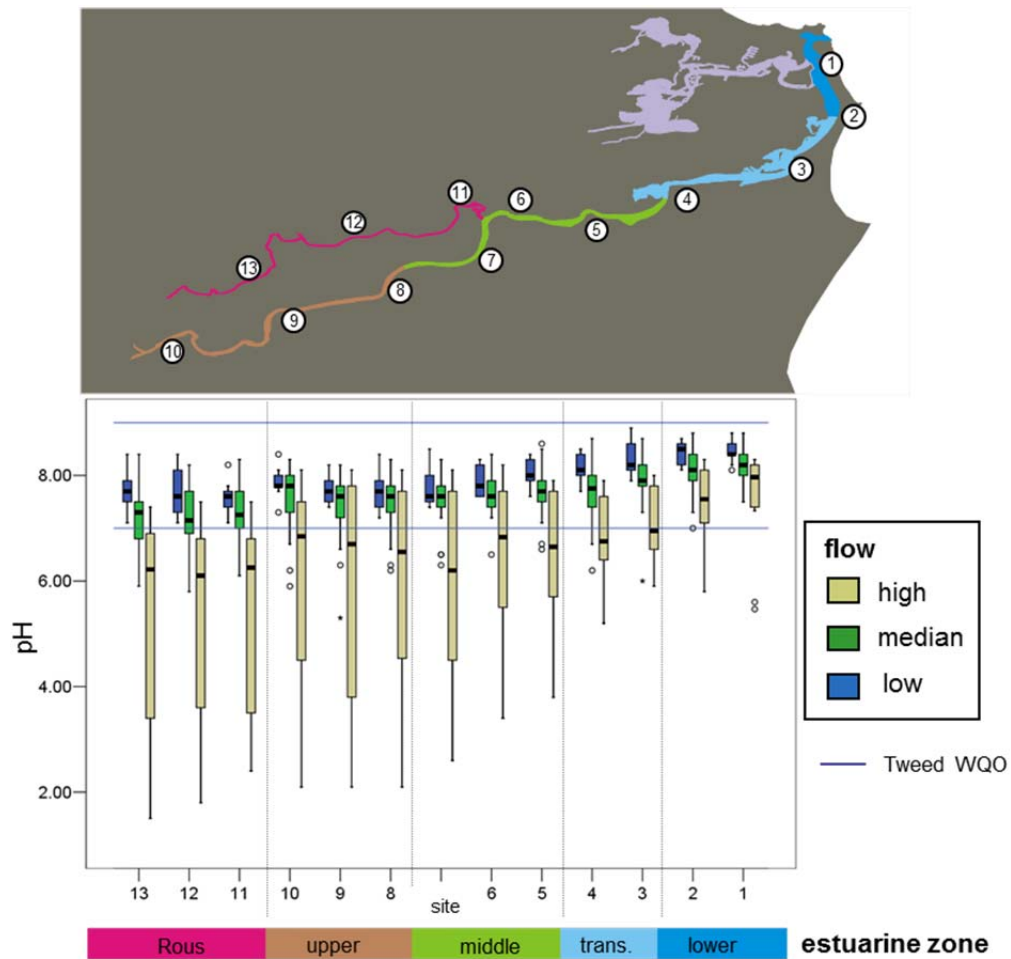 1
2
3
4
5
6
7
8
9
10
11
12
13
8.00
6.00
4.00
2.00
pH
13 12 11 10 9 8 6 5 4 3 2 1
site
flow
high
median
low
Tweed WQO
Rous upper middle trans. lower estuarine zone